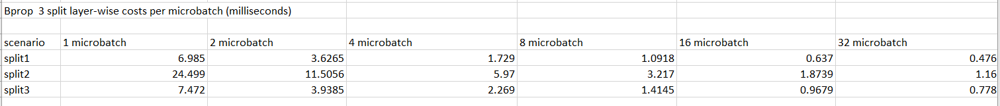 Bprop  3 split layer-wise costs per microbatch (milliseconds)
scenario 1 microbatch 2 microbatch 4 microbatch 8 microbatch 16 microbatch 32 microbatch
split1 6.985 3.6265 1.729 1.0918 0.637 0.476
split2 24.499 11.5056 5.97 3.217 1.8739 1.16
split3 7.472 3.9385 2.269 1.4145 0.9679 0.778